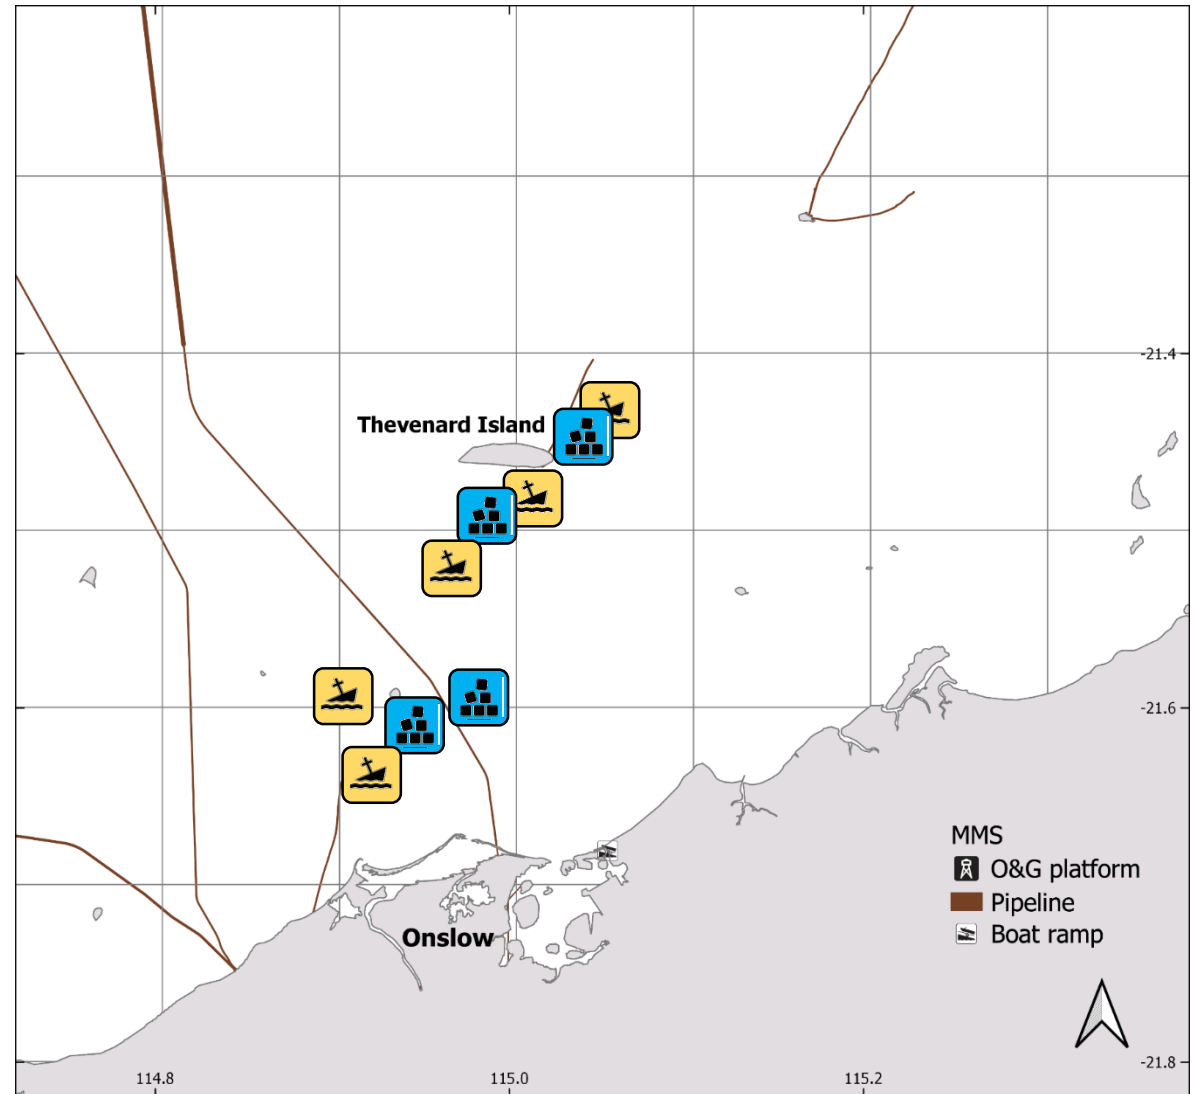 -21.4
Thevenard Island
-21.6
MMS
O&G platform
Pipeline
Boat ramp
Onslow
-21.8
114.8
115.0
115.2